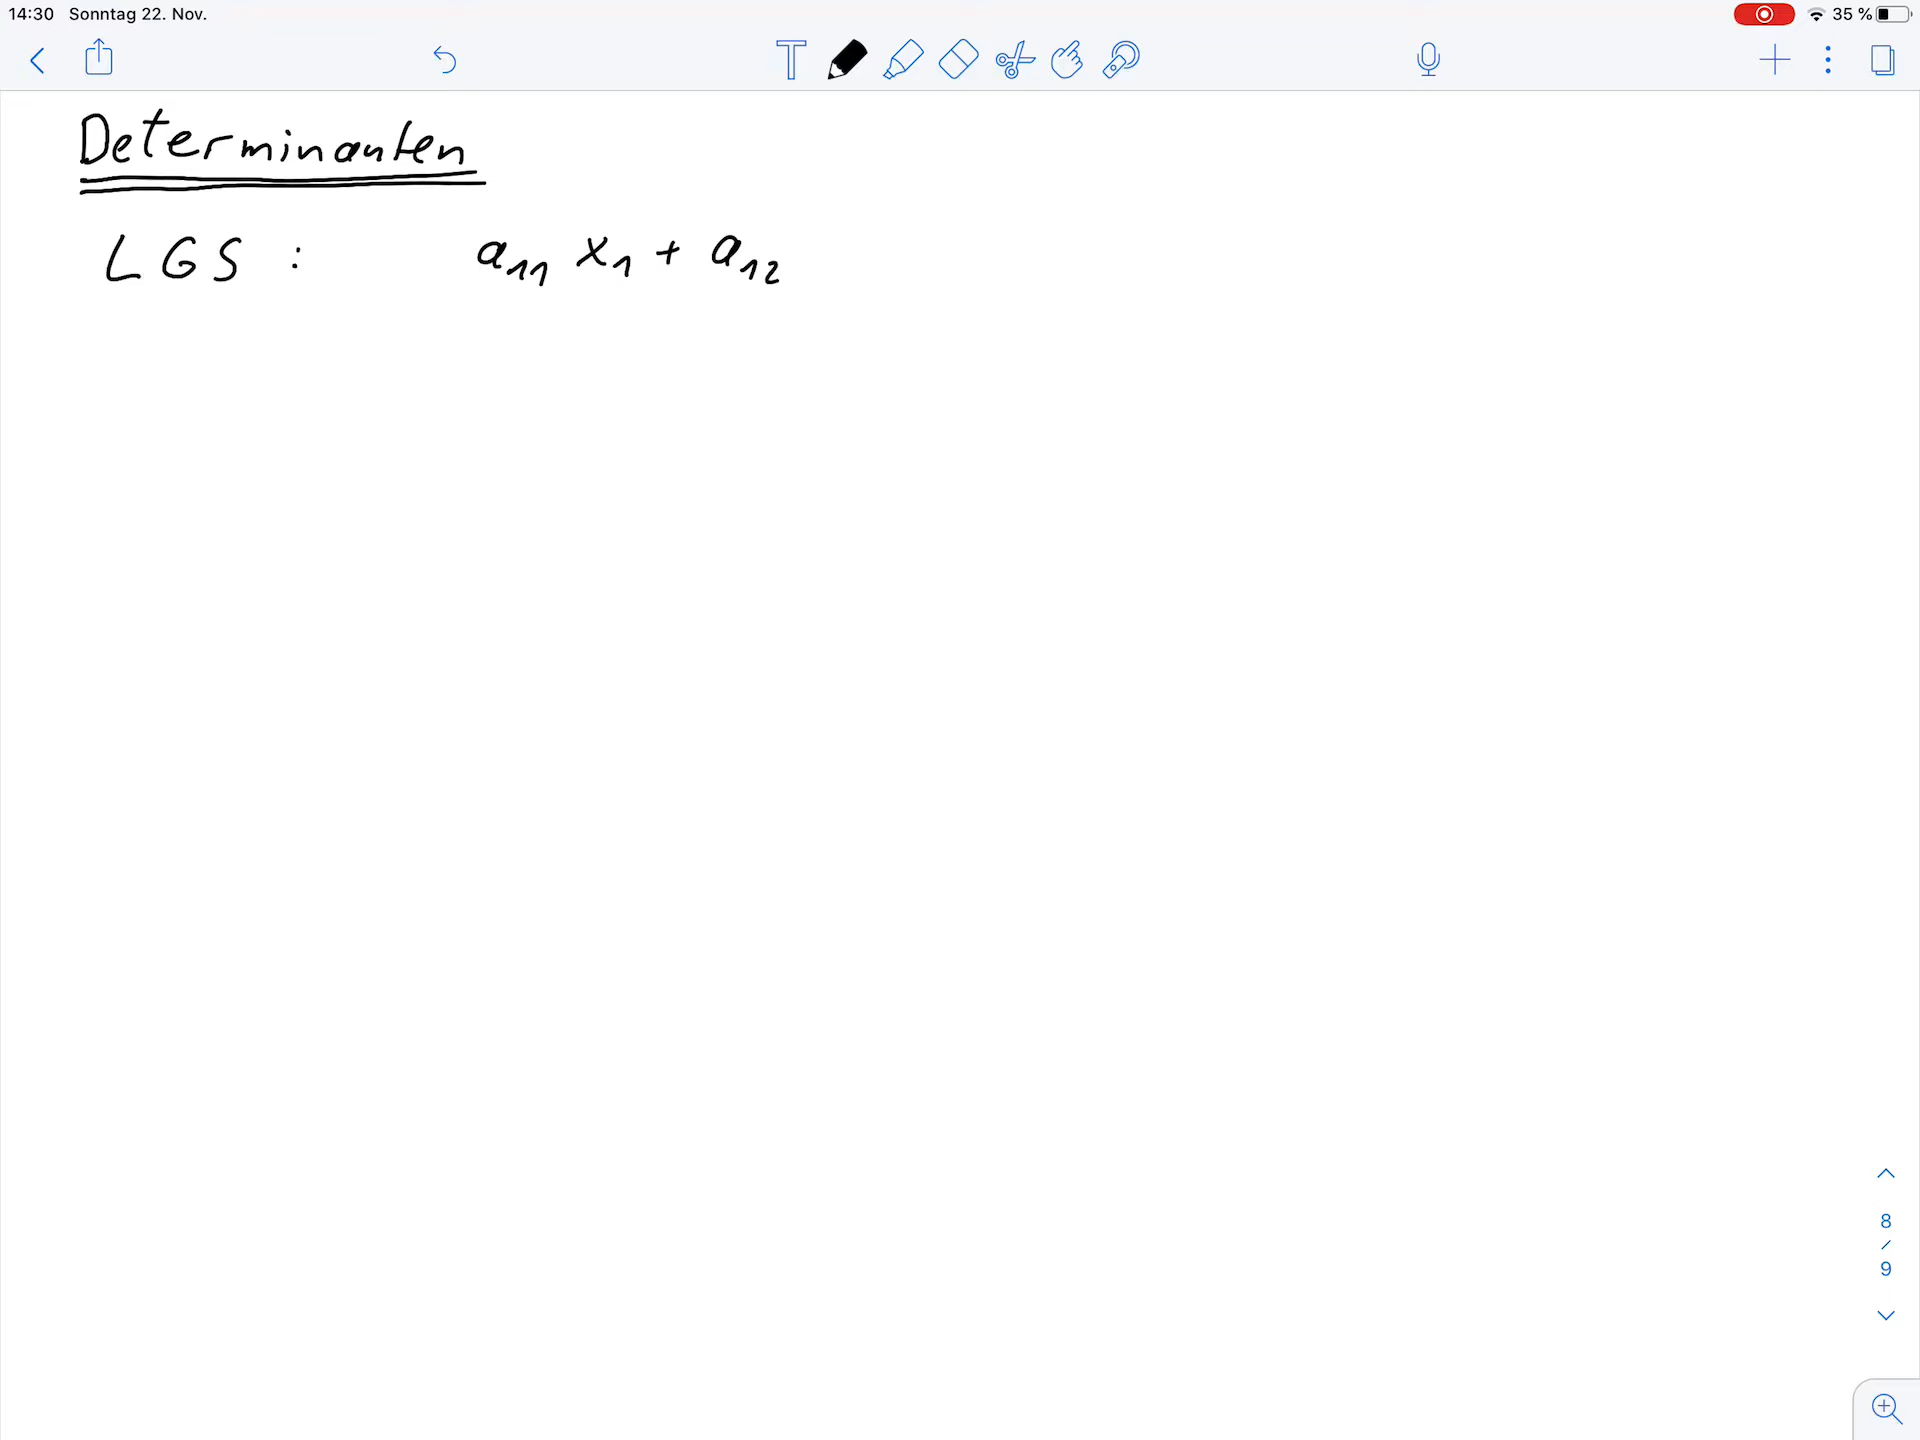 14:30 Sonntag 22. Nov. 35 %
Determinanten
LGS : a₁₁ x₁ + a₁₂
8
/
9